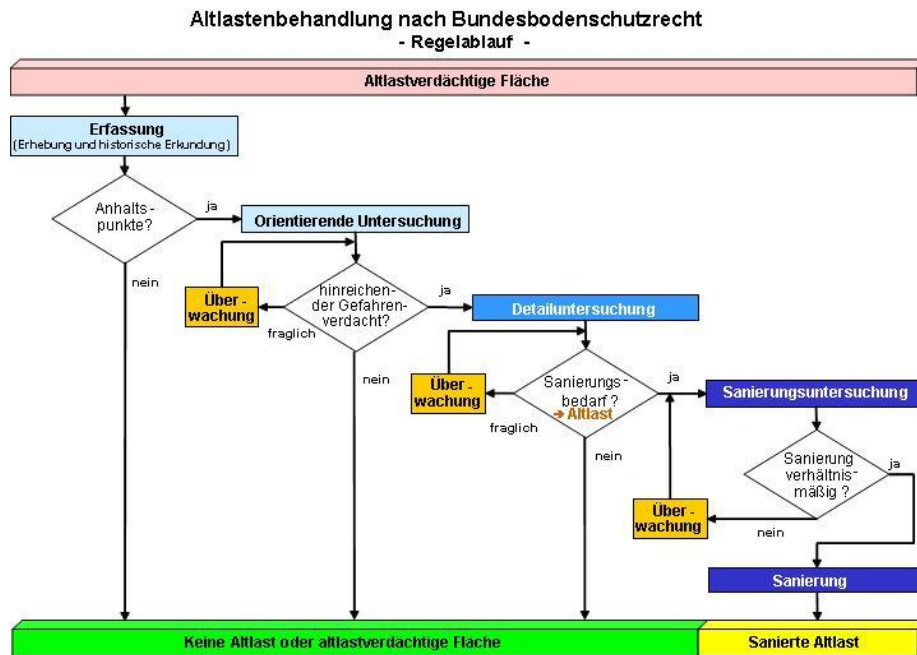 Altlastenbehandlung nach Bundesbodenschutzrecht
- Regelablauf -
Altlastverdächtige Fläche
Erfassung
(Erhebung und historische Erkundung)
Anhalts-
punkte?
ja
nein
Orientierende Untersuchung
Über-
wachung
fraglich
hinreichen-
der Gefahren-
verdacht?
ja
nein
Detailuntersuchung
Über-
wachung
fraglich
Sanierungs-
bedarf ?
➔ Altlast
ja
nein
Sanierungsuntersuchung
Sanierung
verhältnis-
mäßig ?
ja
nein
Über-
wachung
Sanierung
Keine Altlast oder altlastverdächtige Fläche
Sanierte Altlast